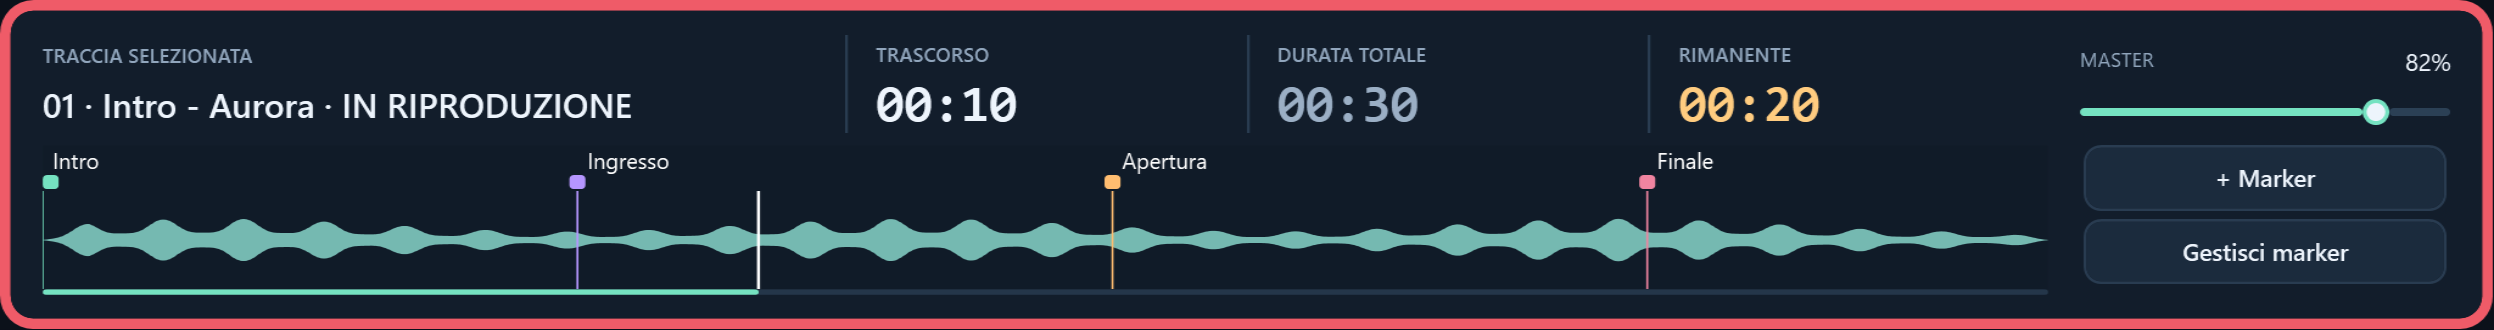 TRACCIA SELEZIONATA
01 · Intro - Aurora · IN RIPRODUZIONE
TRASCORSO
00:10
DURATA TOTALE
00:30
RIMANENTE
00:20
MASTER
82%
Intro
Ingresso
Apertura
Finale
+ Marker
Gestisci marker